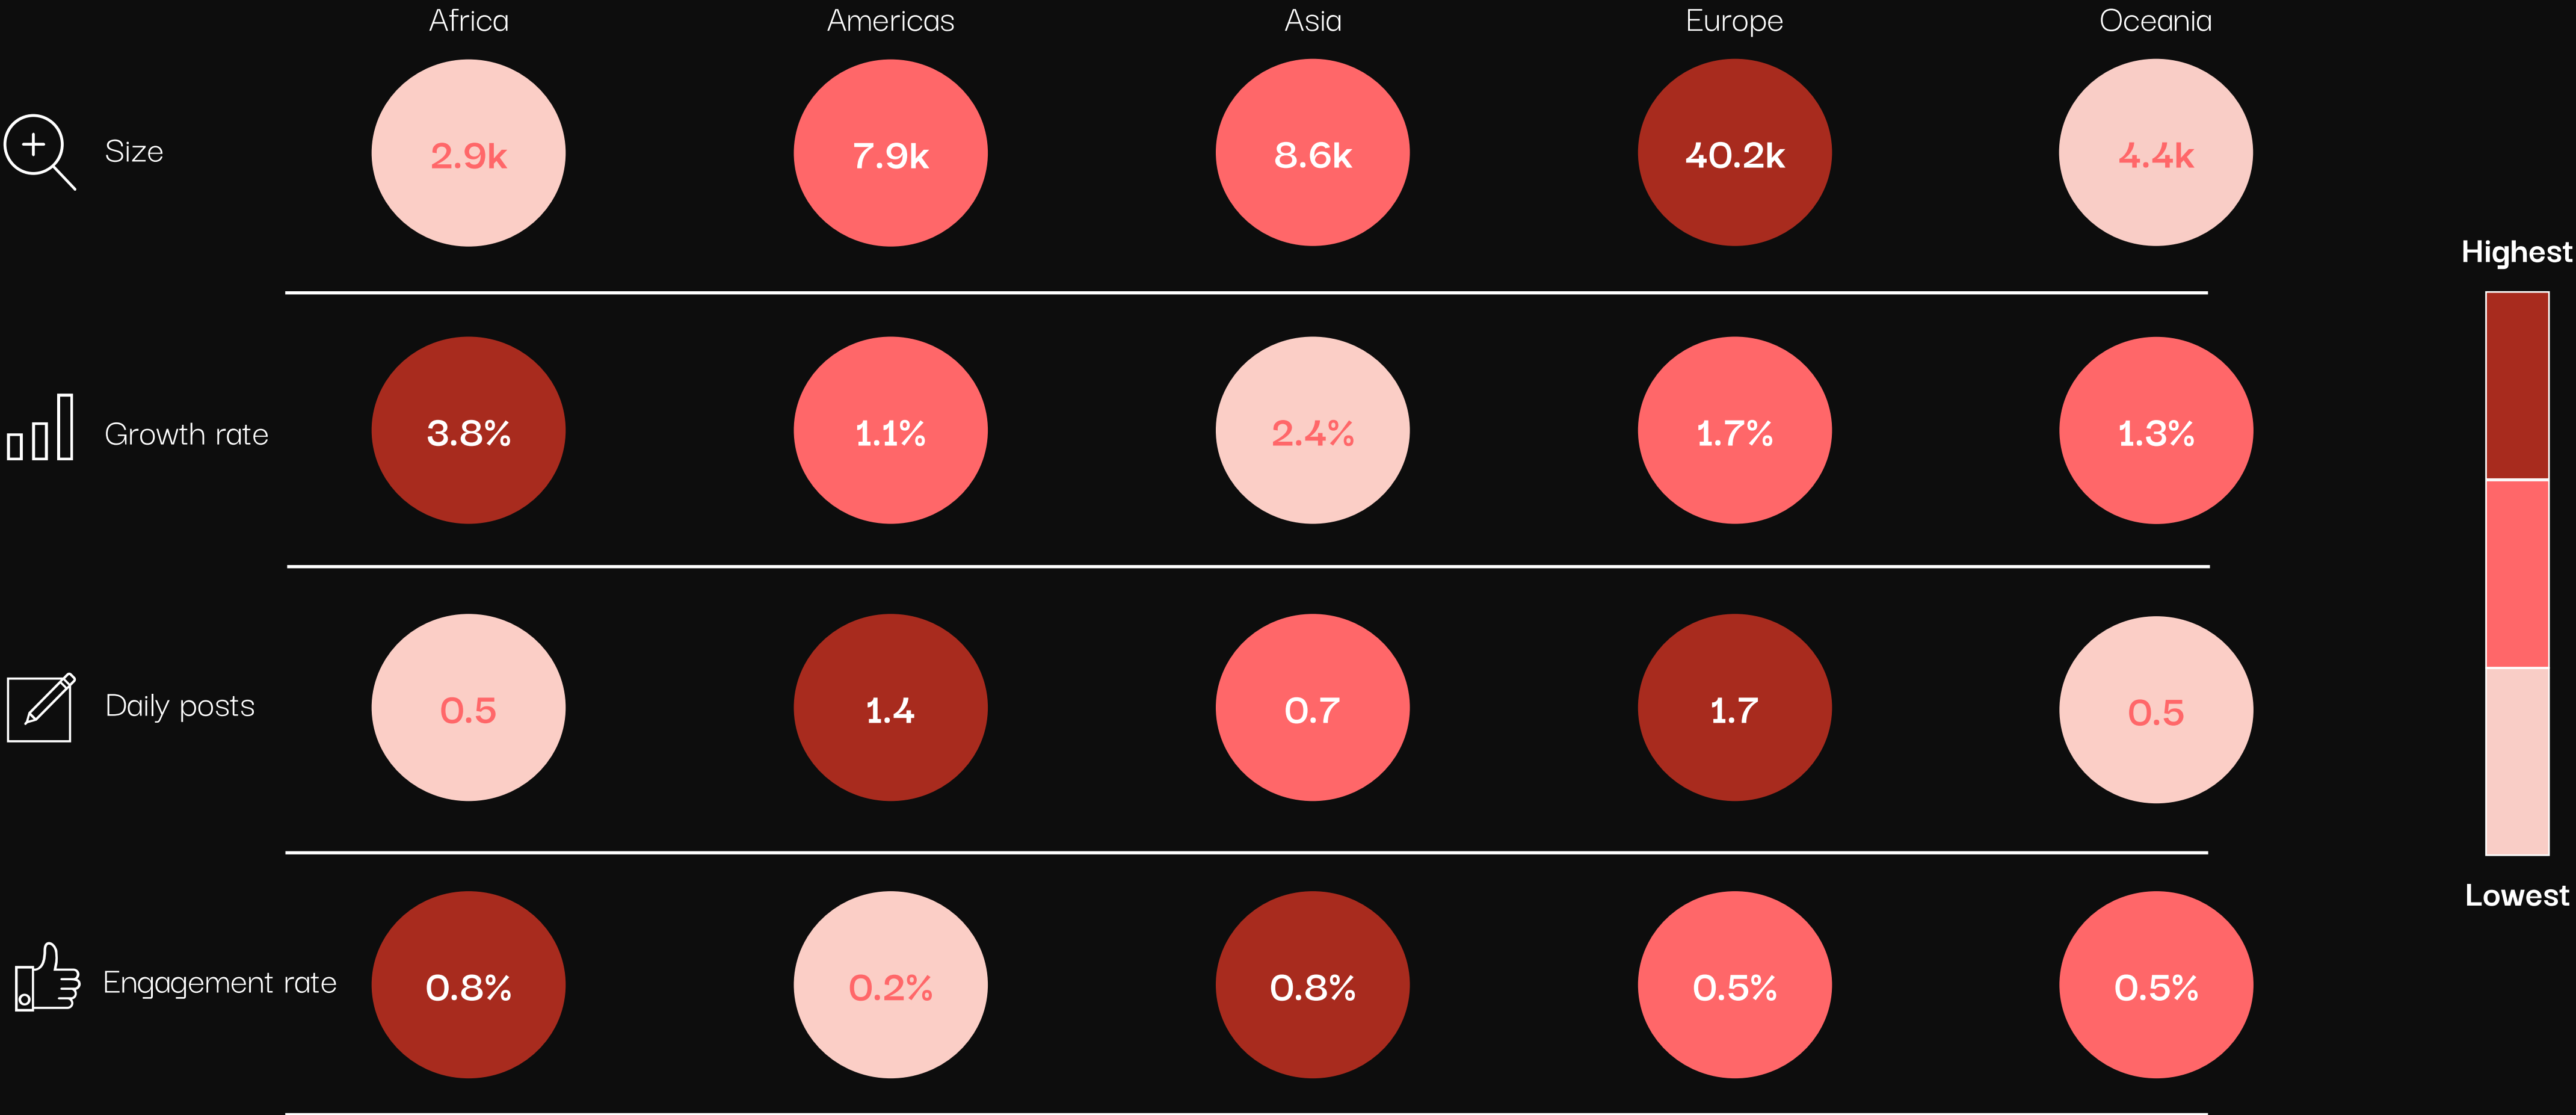 Africa Americas Asia Europe Oceania
Size 2.9k 7.9k 8.6k 40.2k 4.4k
Highest
Growth rate 3.8% 1.1% 2.4% 1.7% 1.3%
Daily posts 0.5 1.4 0.7 1.7 0.5
Lowest
Engagement rate 0.8% 0.2% 0.8% 0.5% 0.5%